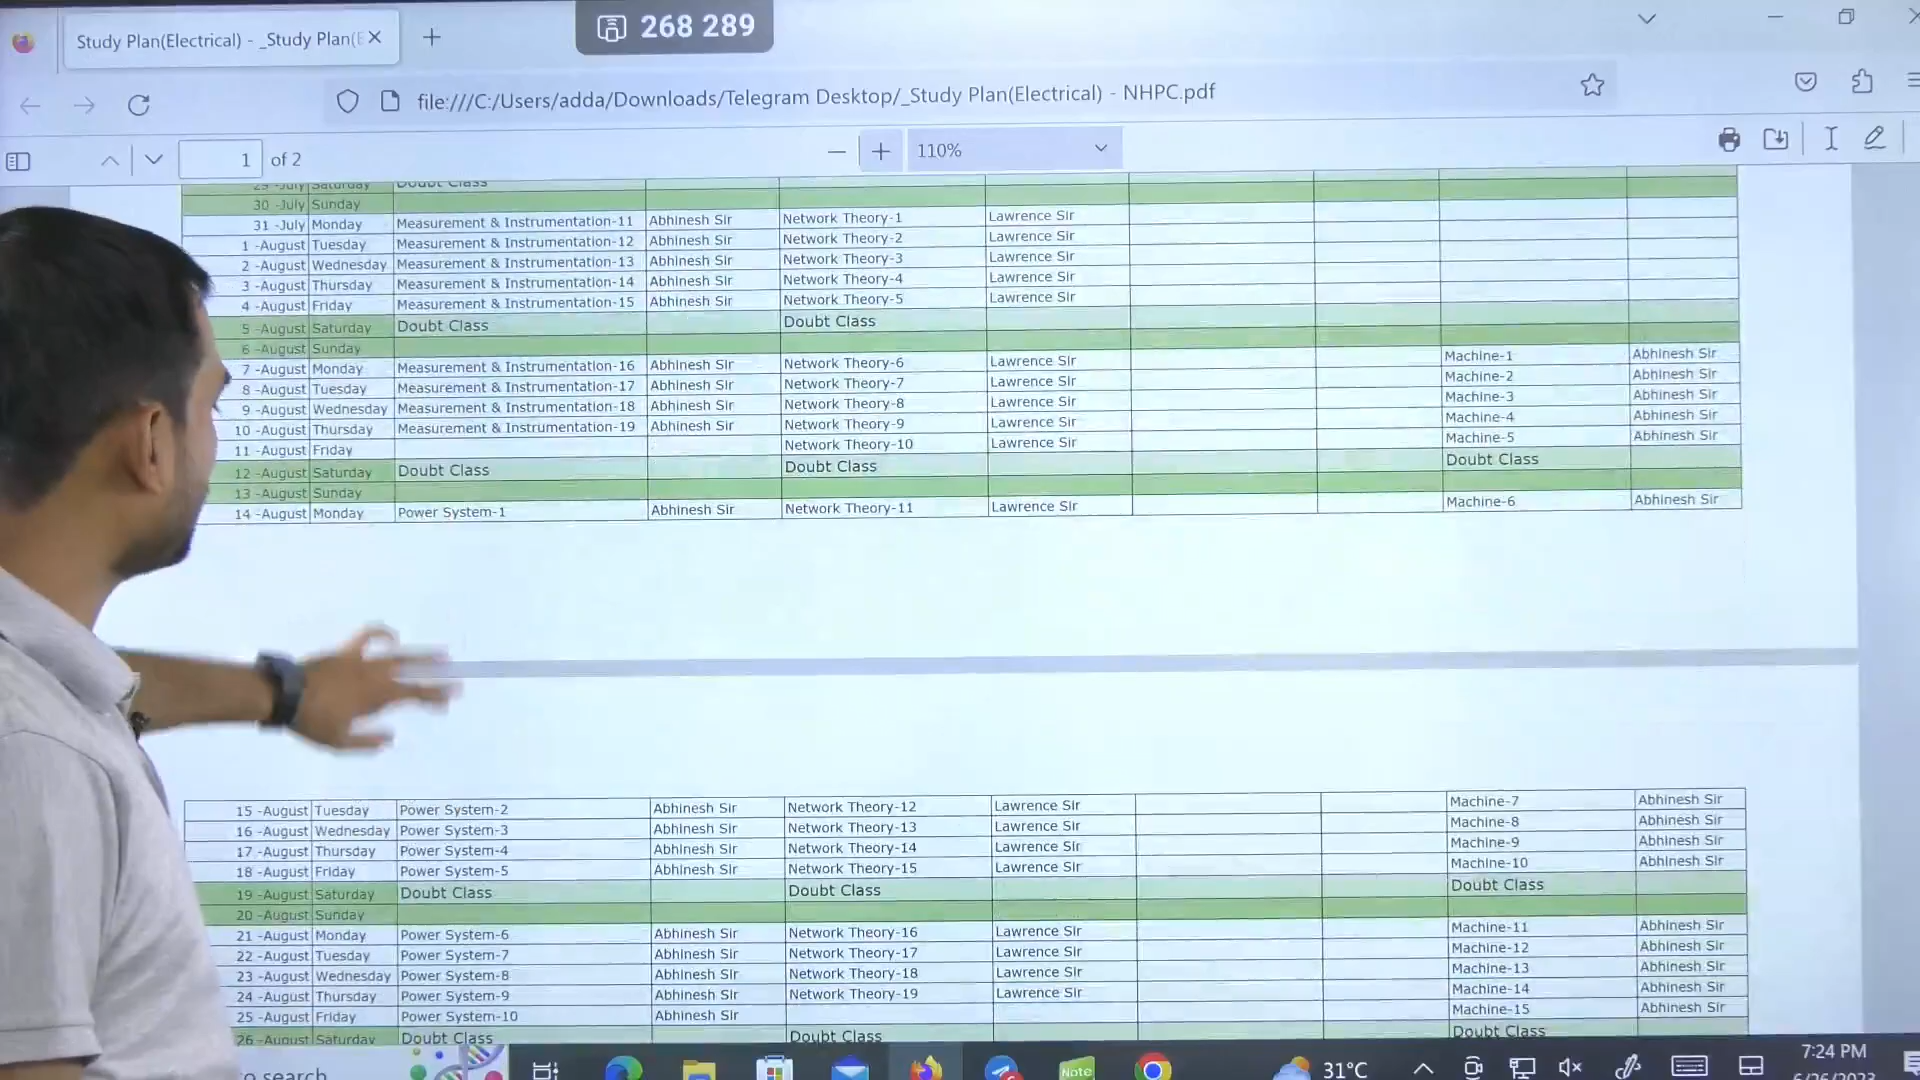 268 289
Study Plan(Electrical) - _Study Plan(E
file:///C:/Users/adda/Downloads/Telegram Desktop/_Study Plan(Electrical) - NHPC.pdf
1 of 2
110%
29 -July Saturday Doubt Class
30 -July Sunday
31 -July Monday Measurement & Instrumentation-11 Abhinesh Sir Network Theory-1 Lawrence Sir
1 -August Tuesday Measurement & Instrumentation-12 Abhinesh Sir Network Theory-2 Lawrence Sir
2 -August Wednesday Measurement & Instrumentation-13 Abhinesh Sir Network Theory-3 Lawrence Sir
3 -August Thursday Measurement & Instrumentation-14 Abhinesh Sir Network Theory-4 Lawrence Sir
4 -August Friday Measurement & Instrumentation-15 Abhinesh Sir Network Theory-5 Lawrence Sir
5 -August Saturday Doubt Class Doubt Class
6 -August Sunday
7 -August Monday Measurement & Instrumentation-16 Abhinesh Sir Network Theory-6 Lawrence Sir Machine-1 Abhinesh Sir
8 -August Tuesday Measurement & Instrumentation-17 Abhinesh Sir Network Theory-7 Lawrence Sir Machine-2 Abhinesh Sir
9 -August Wednesday Measurement & Instrumentation-18 Abhinesh Sir Network Theory-8 Lawrence Sir Machine-3 Abhinesh Sir
10 -August Thursday Measurement & Instrumentation-19 Abhinesh Sir Network Theory-9 Lawrence Sir Machine-4 Abhinesh Sir
11 -August Friday Network Theory-10 Lawrence Sir Machine-5 Abhinesh Sir
12 -August Saturday Doubt Class Doubt Class Doubt Class
13 -August Sunday
14 -August Monday Power System-1 Abhinesh Sir Network Theory-11 Lawrence Sir Machine-6 Abhinesh Sir
15 -August Tuesday Power System-2 Abhinesh Sir Network Theory-12 Lawrence Sir Machine-7 Abhinesh Sir
16 -August Wednesday Power System-3 Abhinesh Sir Network Theory-13 Lawrence Sir Machine-8 Abhinesh Sir
17 -August Thursday Power System-4 Abhinesh Sir Network Theory-14 Lawrence Sir Machine-9 Abhinesh Sir
18 -August Friday Power System-5 Abhinesh Sir Network Theory-15 Lawrence Sir Machine-10 Abhinesh Sir
19 -August Saturday Doubt Class Doubt Class Doubt Class
20 -August Sunday
21 -August Monday Power System-6 Abhinesh Sir Network Theory-16 Lawrence Sir Machine-11 Abhinesh Sir
22 -August Tuesday Power System-7 Abhinesh Sir Network Theory-17 Lawrence Sir Machine-12 Abhinesh Sir
23 -August Wednesday Power System-8 Abhinesh Sir Network Theory-18 Lawrence Sir Machine-13 Abhinesh Sir
24 -August Thursday Power System-9 Abhinesh Sir Network Theory-19 Lawrence Sir Machine-14 Abhinesh Sir
25 -August Friday Power System-10 Abhinesh Sir Machine-15 Abhinesh Sir
26 -August Saturday Doubt Class Doubt Class Doubt Class
o search
Note
31°C
7:24 PM
6/26/2023